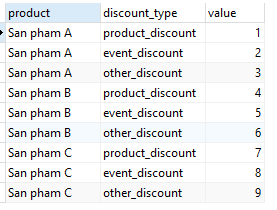 product discount_type value
San pham A product_discount 1
San pham A event_discount 2
San pham A other_discount 3
San pham B product_discount 4
San pham B event_discount 5
San pham B other_discount 6
San pham C product_discount 7
San pham C event_discount 8
San pham C other_discount 9